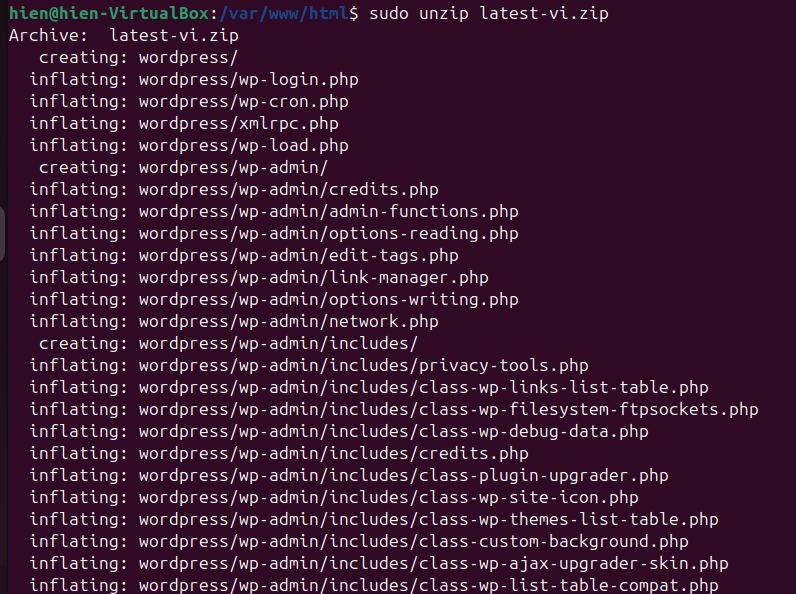 hien@hien-VirtualBox:/var/www/html$ sudo unzip latest-vi.zip
Archive:  latest-vi.zip
   creating: wordpress/
  inflating: wordpress/wp-login.php
  inflating: wordpress/wp-cron.php
  inflating: wordpress/xmlrpc.php
  inflating: wordpress/wp-load.php
   creating: wordpress/wp-admin/
  inflating: wordpress/wp-admin/credits.php
  inflating: wordpress/wp-admin/admin-functions.php
  inflating: wordpress/wp-admin/options-reading.php
  inflating: wordpress/wp-admin/edit-tags.php
  inflating: wordpress/wp-admin/link-manager.php
  inflating: wordpress/wp-admin/options-writing.php
  inflating: wordpress/wp-admin/network.php
   creating: wordpress/wp-admin/includes/
  inflating: wordpress/wp-admin/includes/privacy-tools.php
  inflating: wordpress/wp-admin/includes/class-wp-links-list-table.php
  inflating: wordpress/wp-admin/includes/class-wp-filesystem-ftpsockets.php
  inflating: wordpress/wp-admin/includes/class-wp-debug-data.php
  inflating: wordpress/wp-admin/includes/credits.php
  inflating: wordpress/wp-admin/includes/class-plugin-upgrader.php
  inflating: wordpress/wp-admin/includes/class-wp-site-icon.php
  inflating: wordpress/wp-admin/includes/class-wp-themes-list-table.php
  inflating: wordpress/wp-admin/includes/class-custom-background.php
  inflating: wordpress/wp-admin/includes/class-wp-ajax-upgrader-skin.php
  inflating: wordpress/wp-admin/includes/class-wp-list-table-compat.php